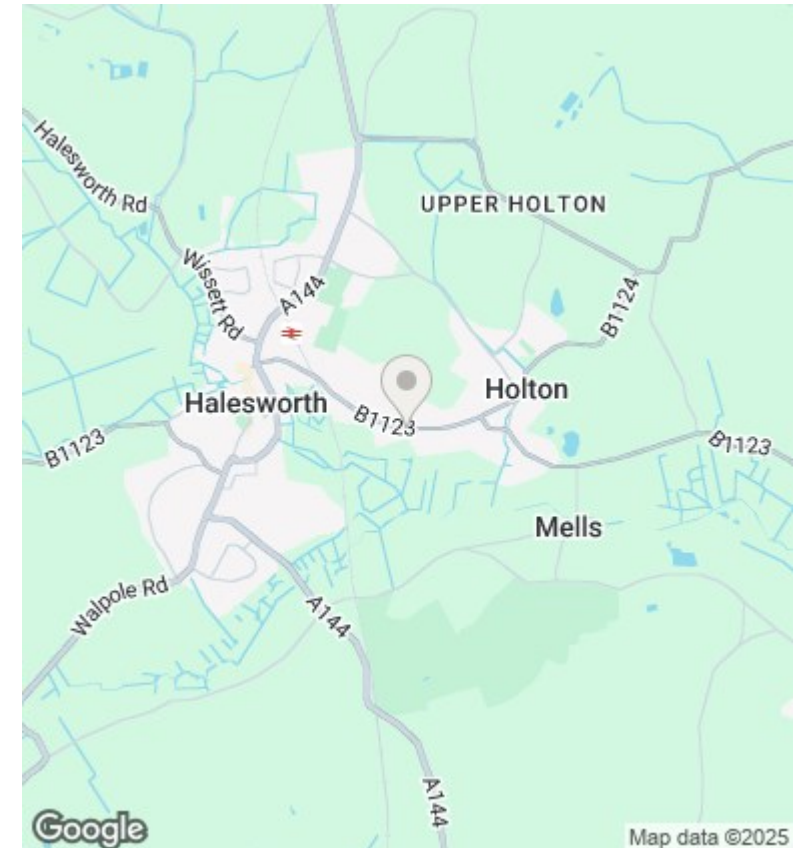 Halesworth Rd
UPPER HOLTON
Wissett Rd
A144
B1124
Holton
Halesworth
B1123
B1123
B1123
Mells
Walpole Rd
A144
A144
Google
Map data ©2025